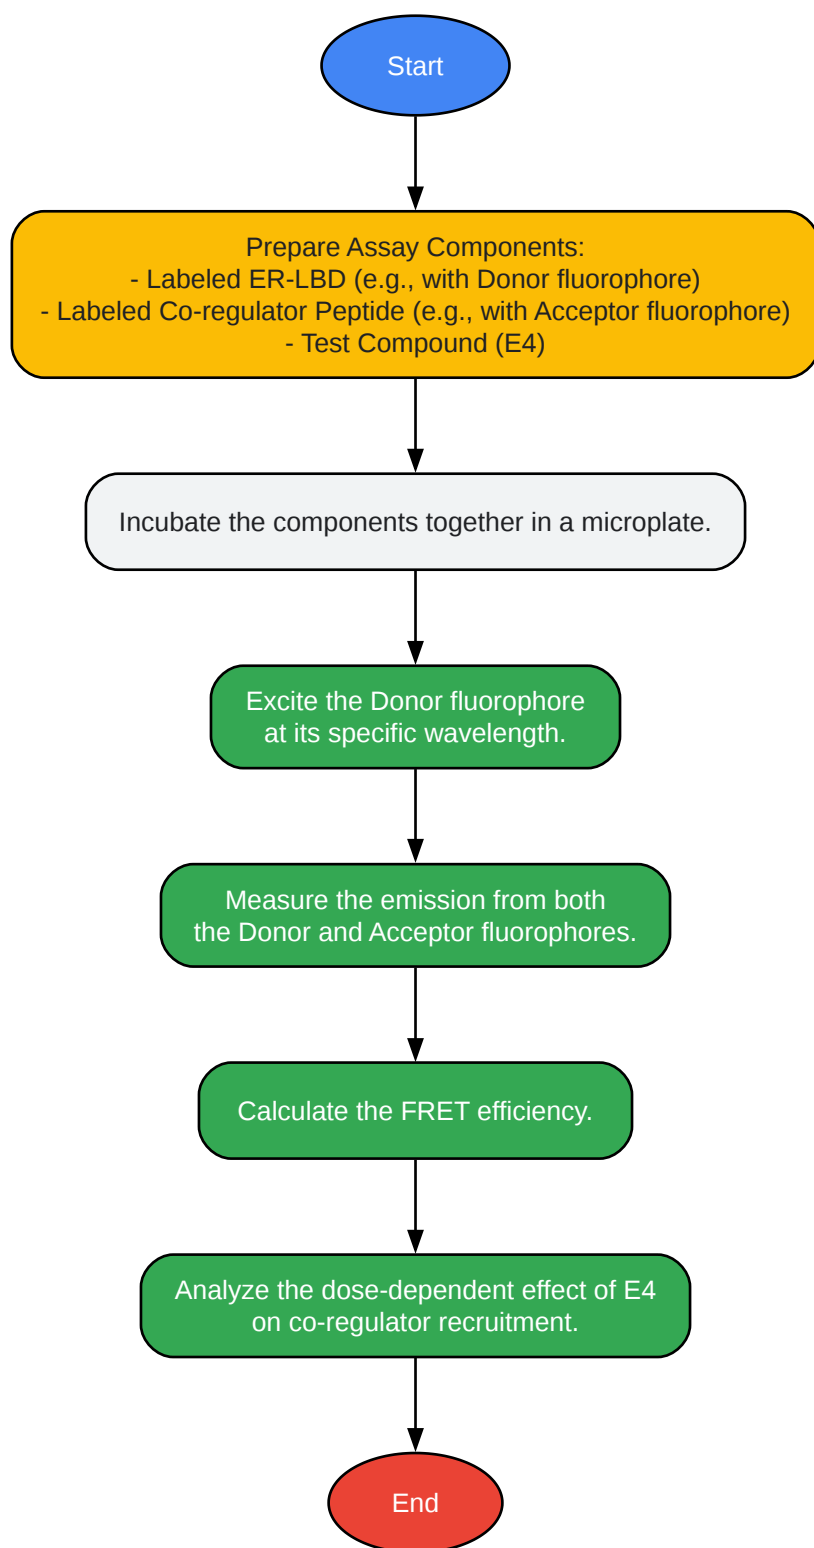 Start
Prepare Assay Components:
- Labeled ER-LBD (e.g., with Donor fluorophore)
- Labeled Co-regulator Peptide (e.g., with Acceptor fluorophore)
- Test Compound (E4)
Incubate the components together in a microplate.
Excite the Donor fluorophore
at its specific wavelength.
Measure the emission from both
the Donor and Acceptor fluorophores.
Calculate the FRET efficiency.
Analyze the dose-dependent effect of E4
on co-regulator recruitment.
End